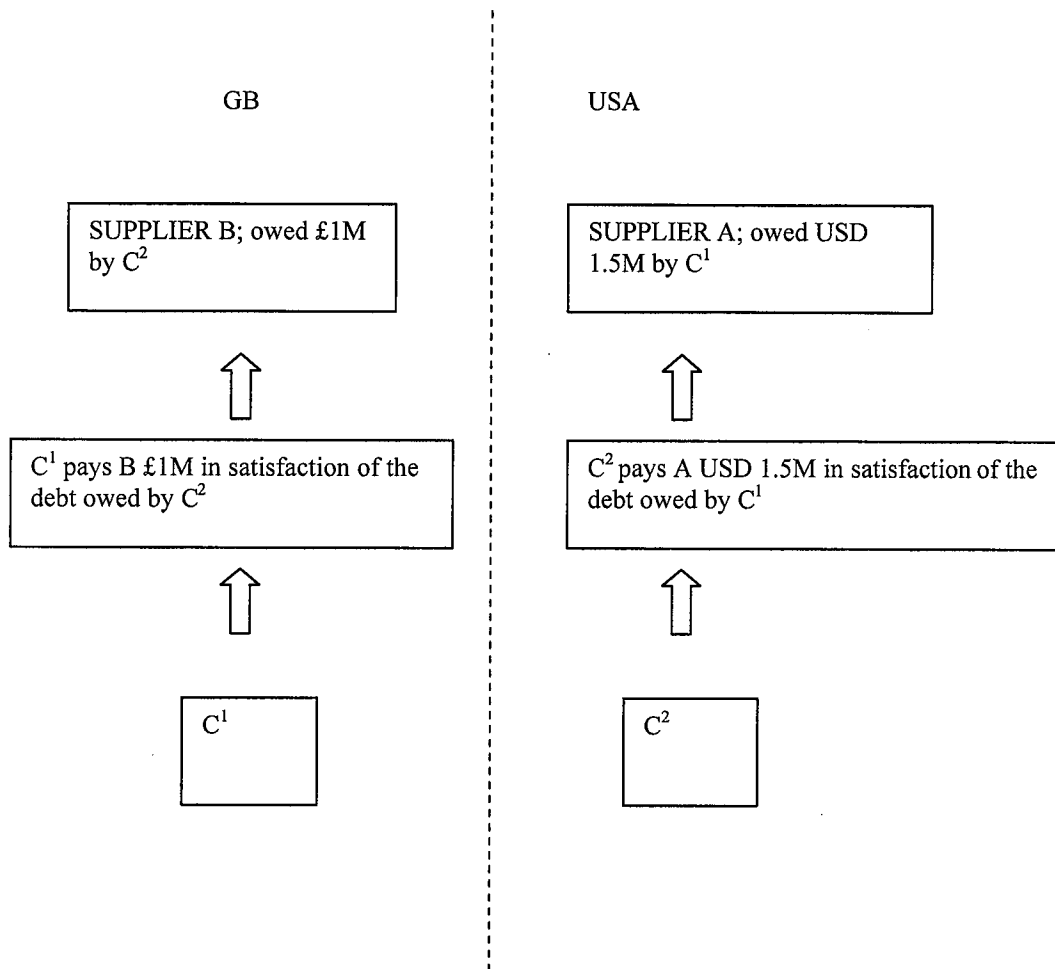 GB
USA
SUPPLIER B; owed £1M
by C²
SUPPLIER A; owed USD
1.5M by C¹
C¹ pays B £1M in satisfaction of the
debt owed by C²
C² pays A USD 1.5M in satisfaction of the
debt owed by C¹
C¹
C²